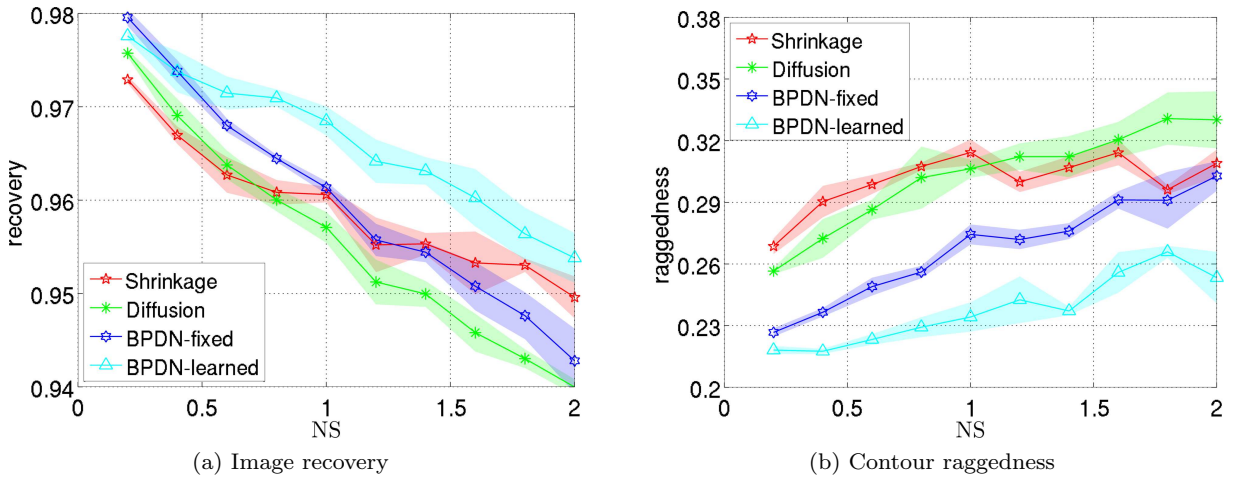 0.98
0.97
0.96
0.95
0.94
recovery
Shrinkage
Diffusion
BPDN-fixed
BPDN-learned
0 0.5 1 1.5 2
NS
(a) Image recovery
0.38
0.35
0.32
0.29
0.26
0.23
0.2
raggedness
Shrinkage
Diffusion
BPDN-fixed
BPDN-learned
0 0.5 1 1.5 2
NS
(b) Contour raggedness